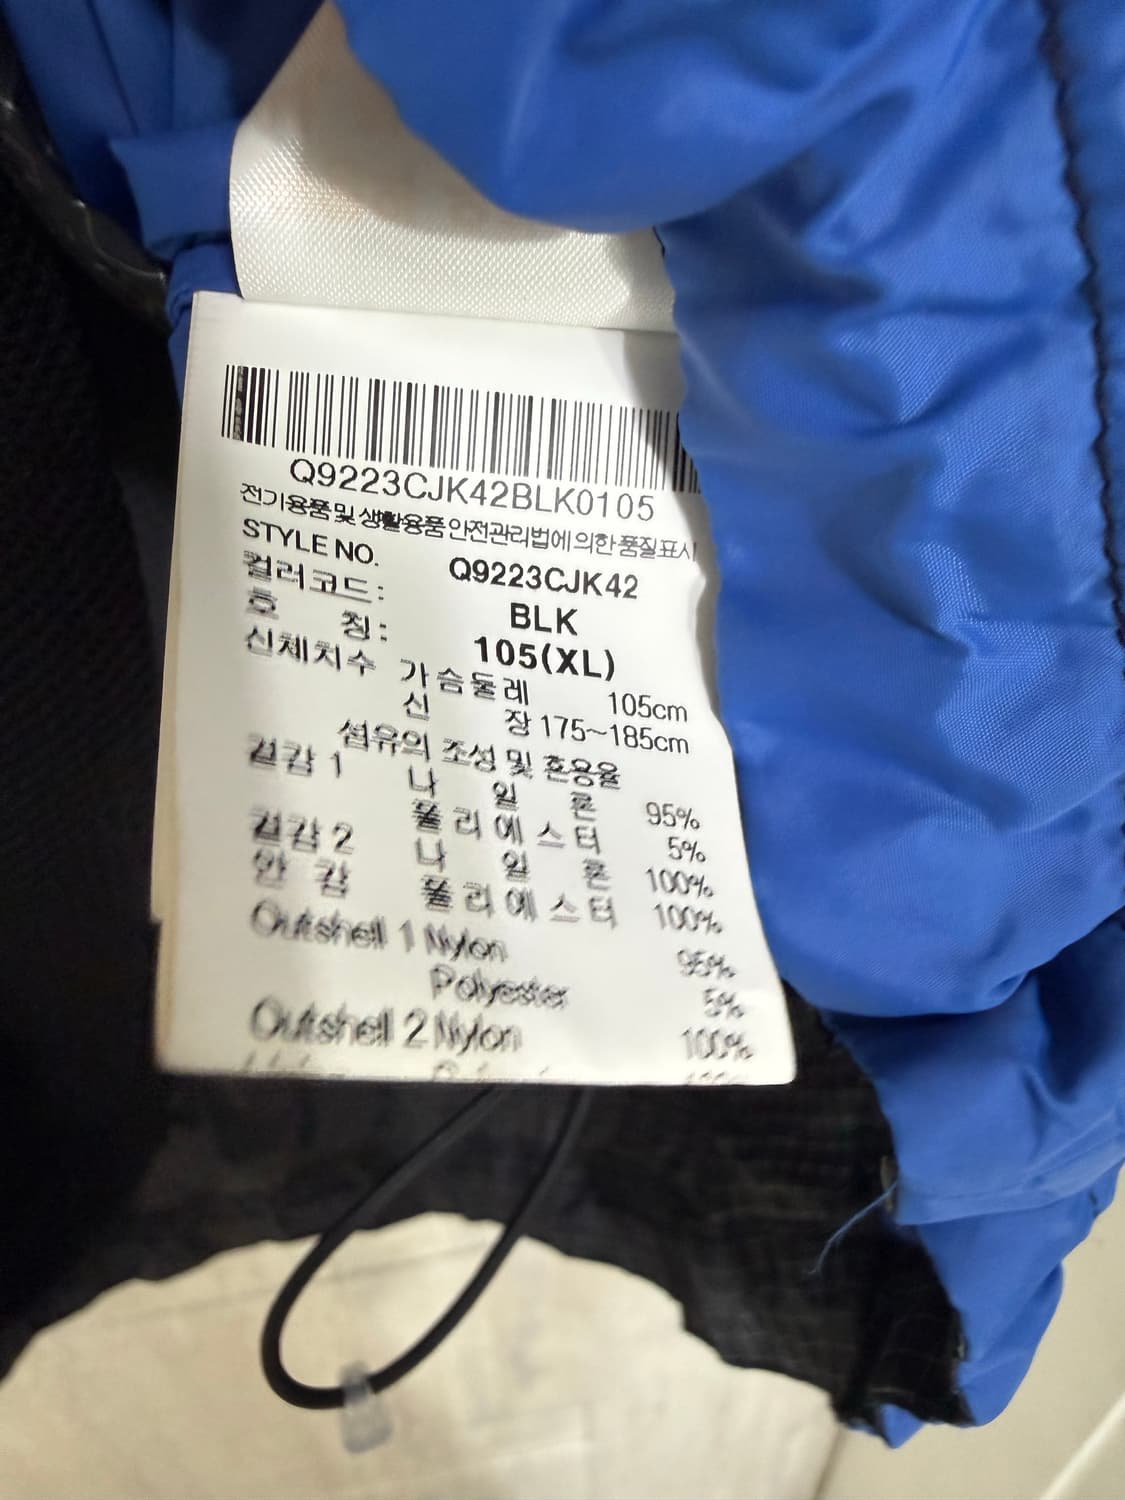 Q9223CJK42BLK0105
전기용품 및 생활용품 안전관리법에 의한 품질표시
STYLE NO. Q9223CJK42
컬러코드: BLK
호 칭: 105(XL)
신체치수 가슴둘레 105cm
신 장 175~185cm
섬유의 조성 및 혼용율
겉감 1 나 일 론 95%
폴리에스터 5%
겉감 2 나 일 론 100%
안 감 폴리에스터 100%
Outshell 1 Nylon 95%
Polyester 5%
Outshell 2 Nylon 100%